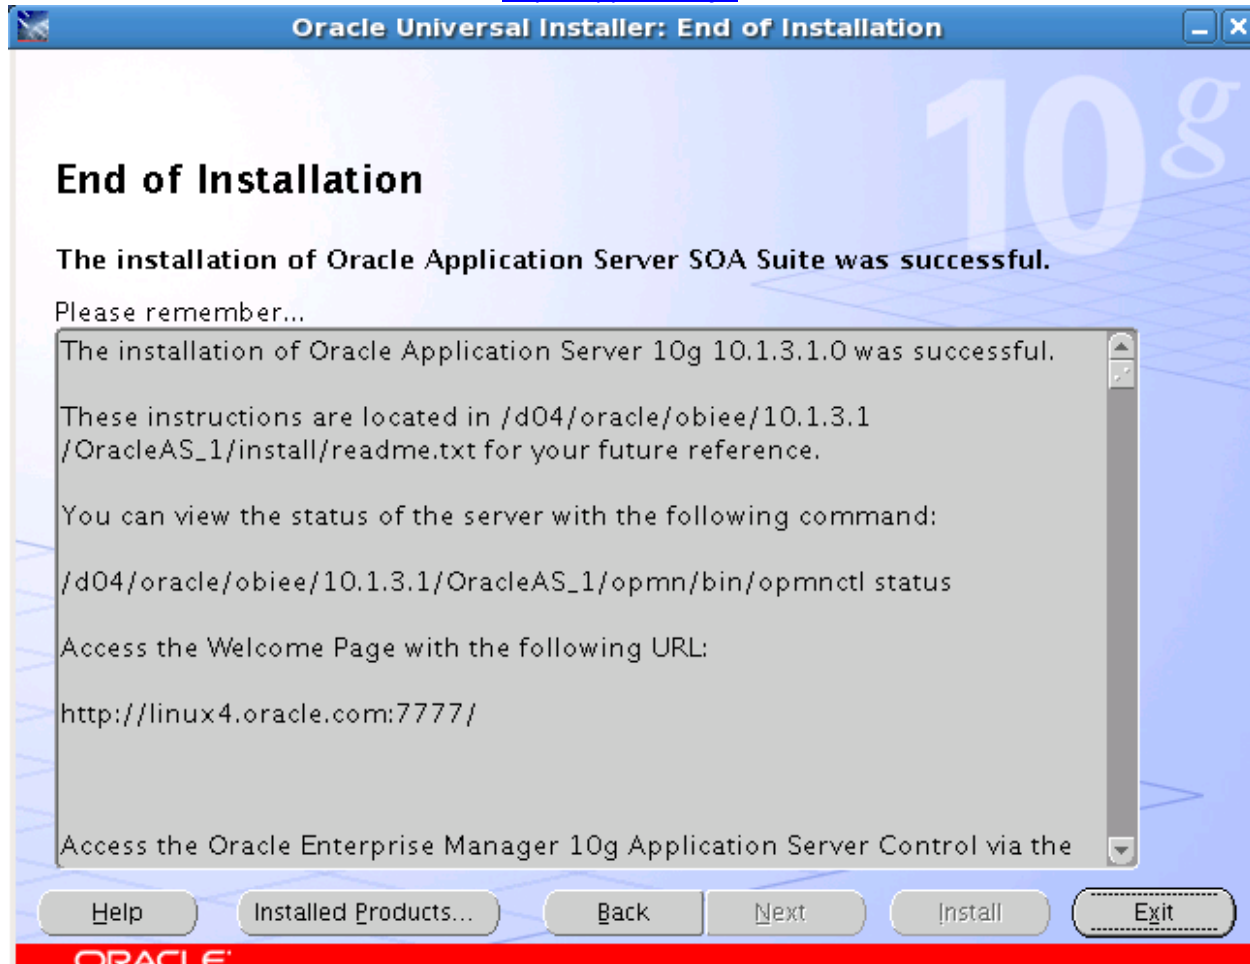 Oracle Universal Installer: End of Installation
10g
End of Installation
The installation of Oracle Application Server SOA Suite was successful.
Please remember...
The installation of Oracle Application Server 10g 10.1.3.1.0 was successful.
These instructions are located in /d04/oracle/obiee/10.1.3.1
/OracleAS_1/install/readme.txt for your future reference.
You can view the status of the server with the following command:
/d04/oracle/obiee/10.1.3.1/OracleAS_1/opmn/bin/opmnctl status
Access the Welcome Page with the following URL:
http://linux4.oracle.com:7777/
Access the Oracle Enterprise Manager 10g Application Server Control via the
Help Installed Products... Back Next Install Exit
ORACLE